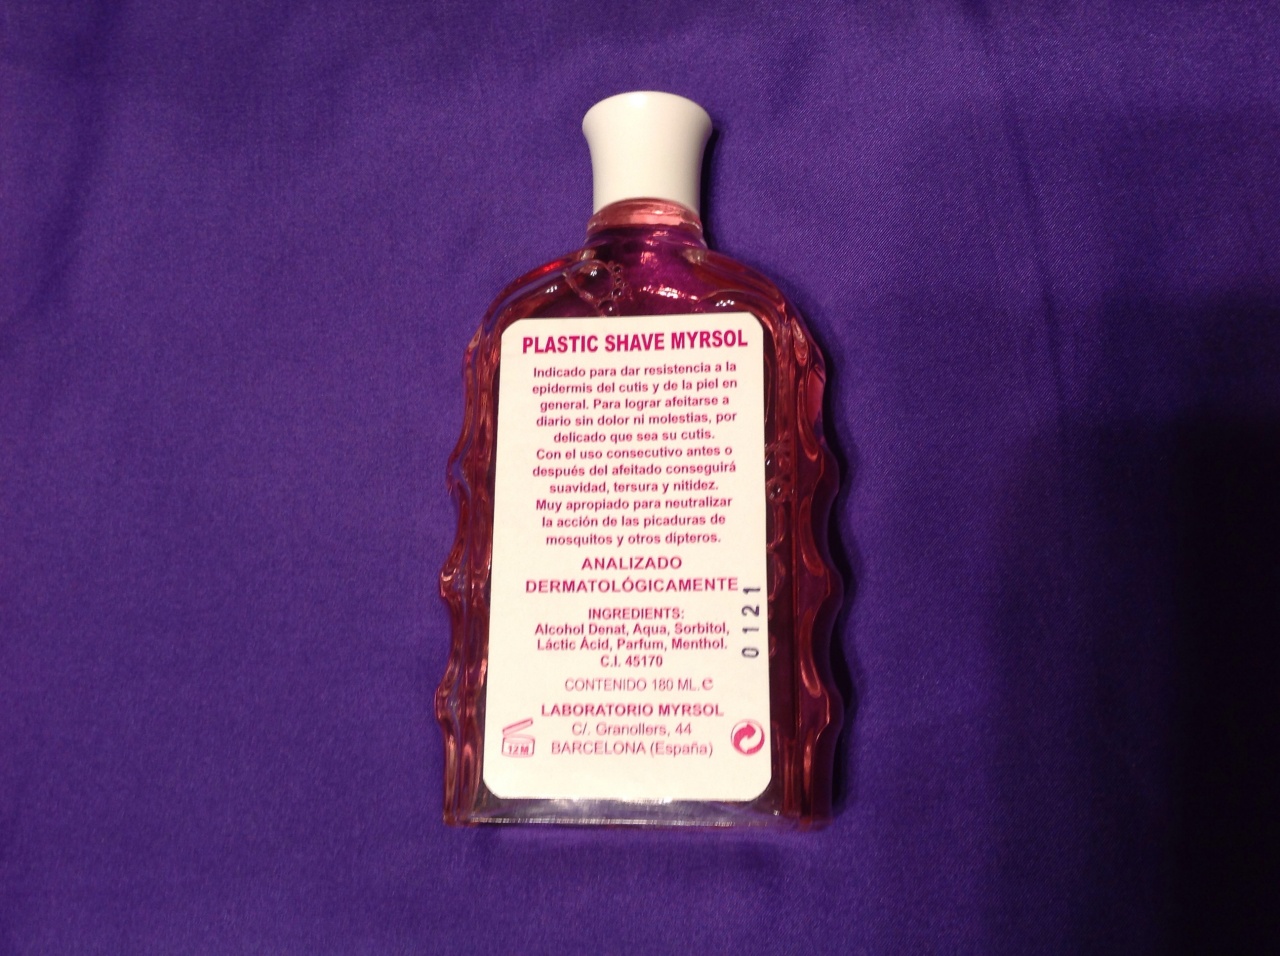 PLASTIC SHAVE MYRSOL
Indicado para dar resistencia a la
epidermis del cutis y de la piel en
general. Para lograr afeitarse a
diario sin dolor ni molestias, por
delicado que sea su cutis.
Con el uso consecutivo antes o
después del afeitado conseguirá
suavidad, tersura y nitidez.
Muy apropiado para neutralizar
la acción de las picaduras de
mosquitos y otros dipteros.
ANALIZADO
DERMATOLÓGICAMENTE
INGREDIENTS:
Alcohol Denat, Aqua, Sorbitol,
Láctic Ácid, Parfum, Menthol.
C.I. 45170
CONTENIDO 180 ML. ℮
LABORATORIO MYRSOL
C/. Granollers, 44
BARCELONA (España)
12M
0121